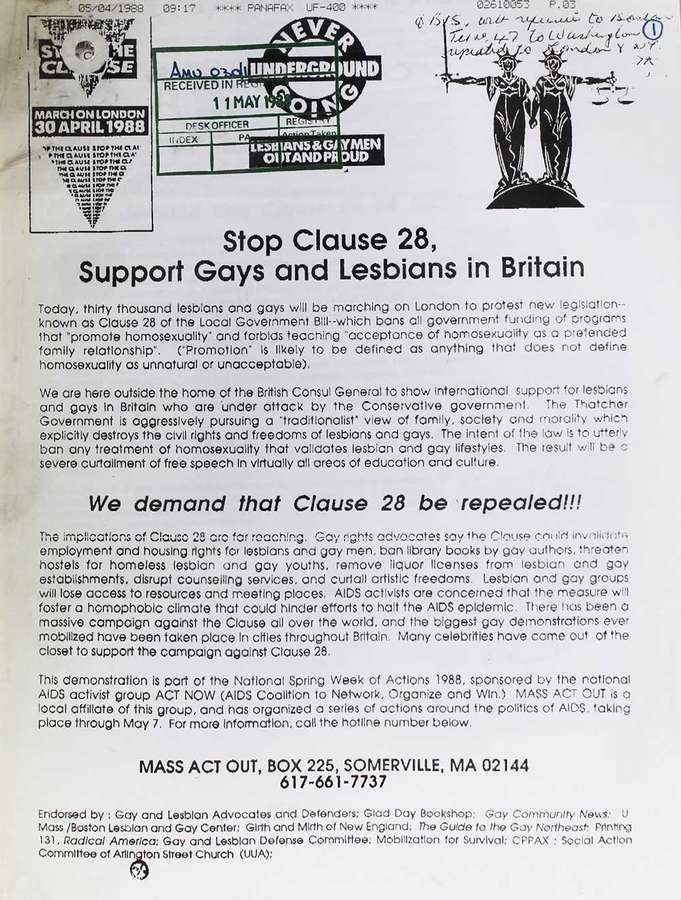 05/04/1988 09:17 **** PANAFAX UF-400 **** 02610053 P.03
to Washington
London & N.Y.
1
NEVER
UNDERGROUND
GOING
LESBIANS & GAY MEN
OUT AND PROUD
RECEIVED IN
11 MAY 1988
DESK OFFICER
REGISTRY
INDEX PA Action Taken
STOP THE
CLAUSE
MARCH ON LONDON
30 APRIL 1988
STOP THE CLAUSE STOP THE
Stop Clause 28,
Support Gays and Lesbians in Britain
Today, thirty thousand lesbians and gays will be marching on London to protest new legislation--
known as Clause 28 of the Local Government Bill--which bans all government funding of programs
that "promote homosexuality" and forbids teaching "acceptance of homosexuality as a pretended
family relationship". ("Promotion" is likely to be defined as anything that does not define
homosexuality as unnatural or unacceptable).
We are here outside the home of the British Consul General to show international support for lesbians
and gays in Britain who are under attack by the Conservative government. The Thatcher
Government is aggressively pursuing a "traditionalist" view of family, society and morality which
explicitly destroys the civil rights and freedoms of lesbians and gays. The intent of the law is to utterly
ban any treatment of homosexuality that validates lesbian and gay lifestyles. The result will be a
severe curtailment of free speech in virtually all areas of education and culture.
We demand that Clause 28 be repealed!!!
The implications of Clause 28 are far reaching. Gay rights advocates say the Clause could invalidate
employment and housing rights for lesbians and gay men, ban library books by gay authors, threaten
hostels for homeless lesbian and gay youths, remove liquor licenses from lesbian and gay
establishments, disrupt counselling services, and curtail artistic freedoms. Lesbian and gay groups
will lose access to resources and meeting places. AIDS activists are concerned that the measure will
foster a homophobic climate that could hinder efforts to halt the AIDS epidemic. There has been a
massive campaign against the Clause all over the world, and the biggest gay demonstrations ever
mobilized have been taken place in cities throughout Britain. Many celebrities have come out of the
closet to support the campaign against Clause 28.
This demonstration is part of the National Spring Week of Actions 1988, sponsored by the national
AIDS activist group ACT NOW (AIDS Coalition to Network, Organize and Win.) MASS ACT OUT is a
local affiliate of this group, and has organized a series of actions around the politics of AIDS, taking
place through May 7. For more information, call the hotline number below.
MASS ACT OUT, BOX 225, SOMERVILLE, MA 02144
617-661-7737
Endorsed by : Gay and Lesbian Advocates and Defenders; Glad Day Bookshop; Gay Community News; U
Mass /Boston Lesbian and Gay Center; Girth and Mirth of New England; The Guide to the Gay Northeast; Printing
131, Radical America; Gay and Lesbian Defense Committee; Mobilization for Survival; CPPAX ; Social Action
Committee of Arlington Street Church (UUA);